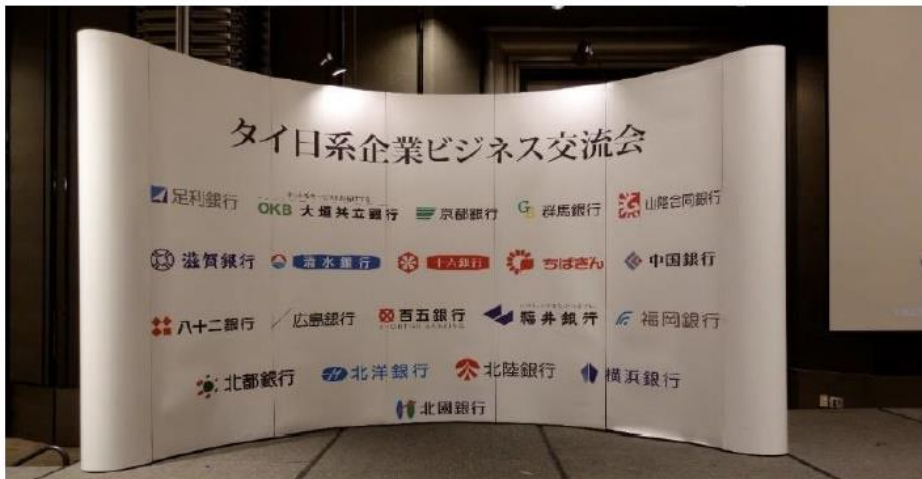 タイ日系企業ビジネス交流会
足利銀行 OKB 大垣共立銀行 京都銀行 群馬銀行 山陰合同銀行
滋賀銀行 清水銀行 十八銀行 ちばぎん 中国銀行
八十二銀行 広島銀行 百五銀行 福井銀行 福岡銀行
北都銀行 北洋銀行 北陸銀行 横浜銀行
北國銀行